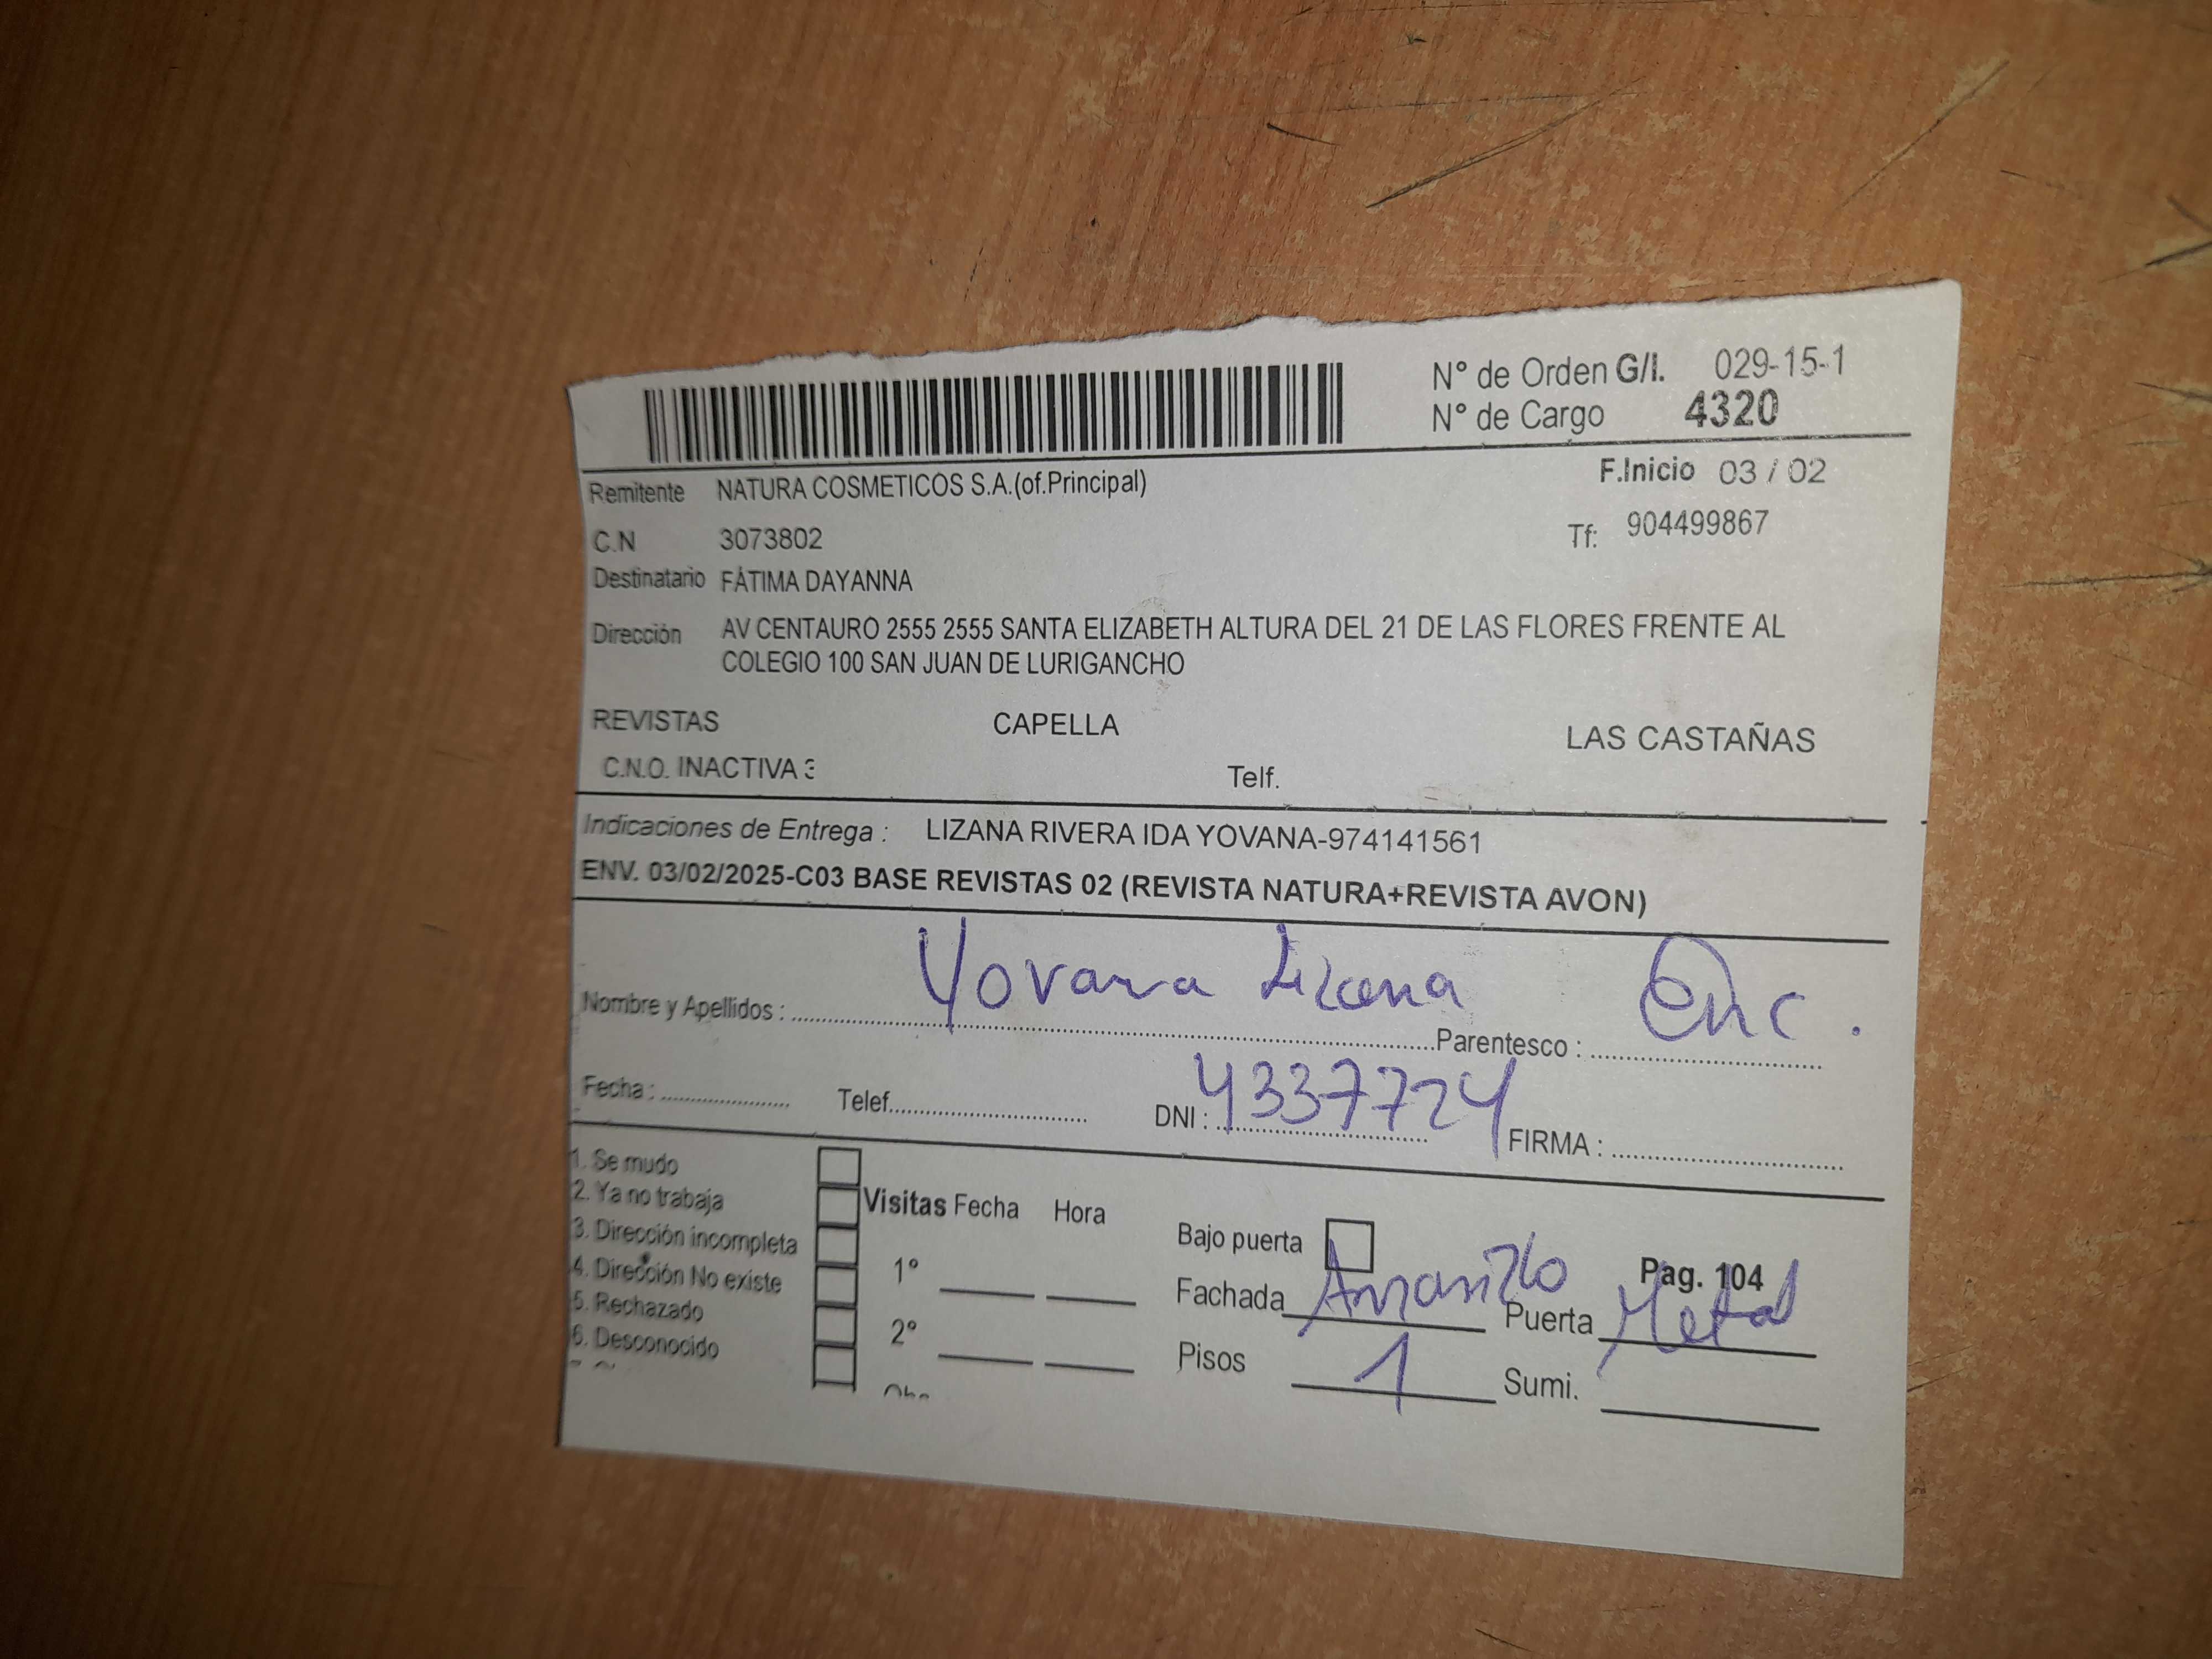 N° de Orden G/I. 029-15-1
N° de Cargo 4320
F.Inicio 03 / 02
Remitente NATURA COSMETICOS S.A.(of.Principal)
C.N 3073802 Tf: 904499867
Destinatario FÁTIMA DAYANNA
Dirección AV CENTAURO 2555 2555 SANTA ELIZABETH ALTURA DEL 21 DE LAS FLORES FRENTE AL
COLEGIO 100 SAN JUAN DE LURIGANCHO
REVISTAS CAPELLA LAS CASTAÑAS
C.N.O. INACTIVA 3 Telf.
Indicaciones de Entrega : LIZANA RIVERA IDA YOVANA-974141561
ENV. 03/02/2025-C03 BASE REVISTAS 02 (REVISTA NATURA+REVISTA AVON)
Nombre y Apellidos : Yovana Lizana Parentesco : Enc.
Fecha : Telef. DNI : 43377724 FIRMA :
1. Se mudo
2. Ya no trabaja
3. Dirección incompleta
4. Dirección No existe
5. Rechazado
6. Desconocido
Visitas Fecha Hora
1°
2°
Bajo puerta Pag. 104
Fachada Amarillo Puerta Metal
Pisos 1 Sumi.